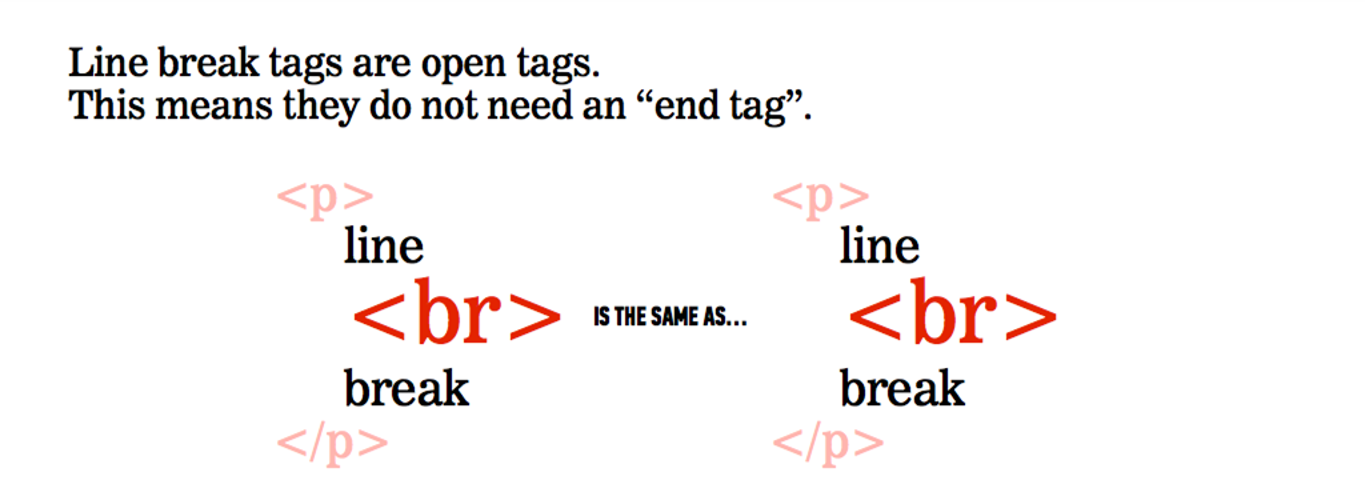 Line break tags are open tags.
This means they do not need an “end tag”.
<p>
line
<br>
break
</p>
IS THE SAME AS...
<p>
line
<br>
break
</p>